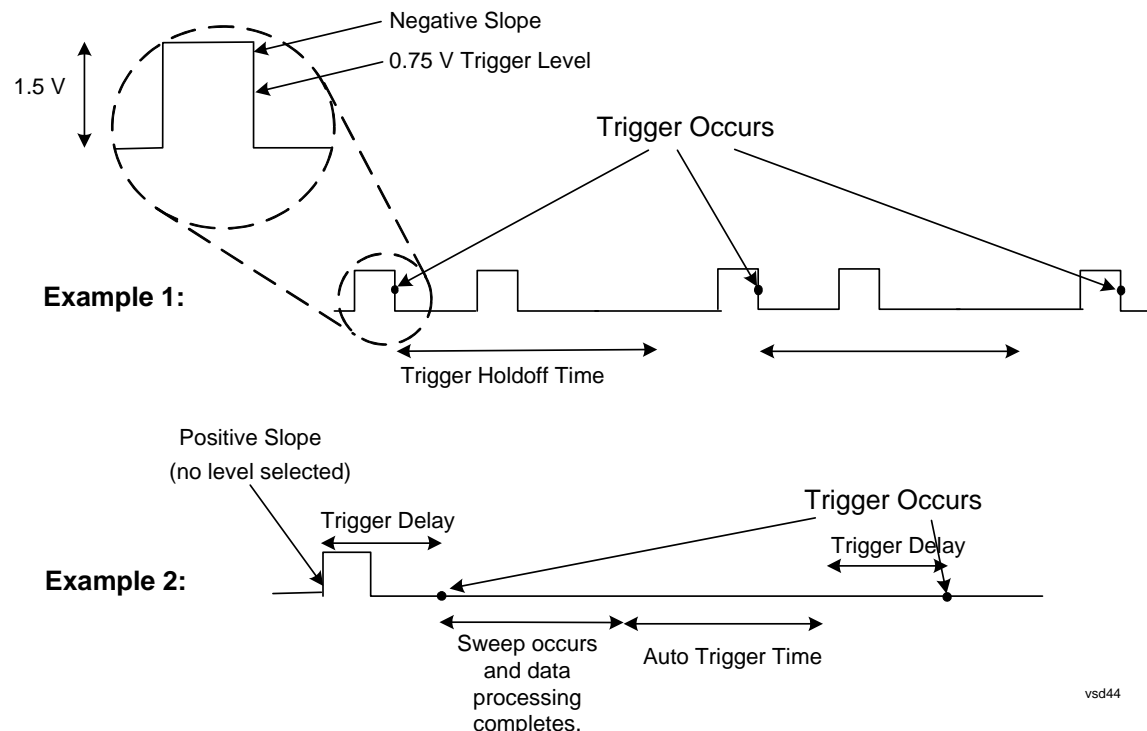 Negative Slope
1.5 V
0.75 V Trigger Level
Trigger Occurs
Example 1:
Trigger Holdoff Time
Positive Slope
(no level selected)
Trigger Delay
Trigger Occurs
Trigger Delay
Example 2:
Sweep occurs
and data
processing
completes.
Auto Trigger Time
vsd44